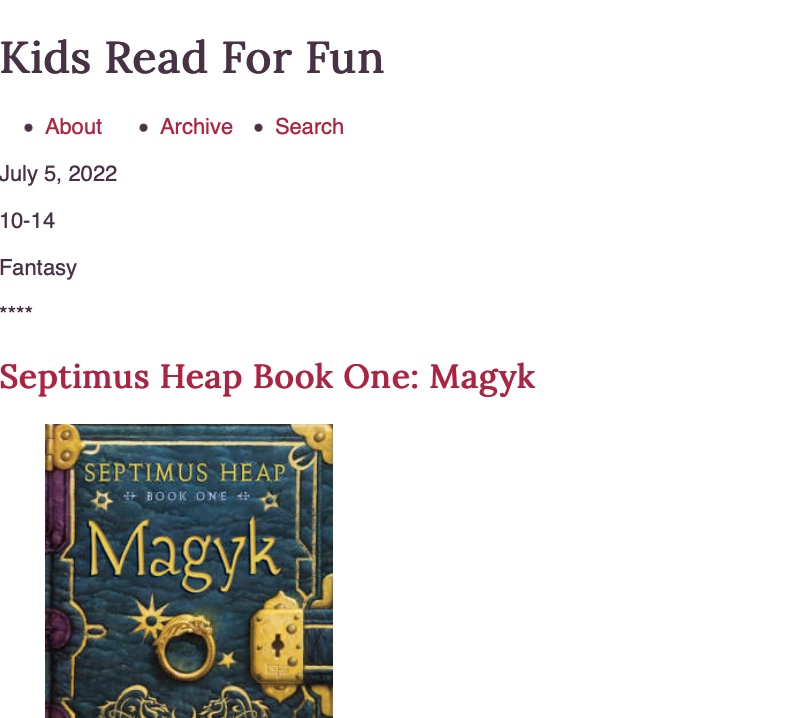 Kids Read For Fun
• About • Archive • Search
July 5, 2022
10-14
Fantasy
****
Septimus Heap Book One: Magyk
SEPTIMUS HEAP
BOOK ONE
Magyk